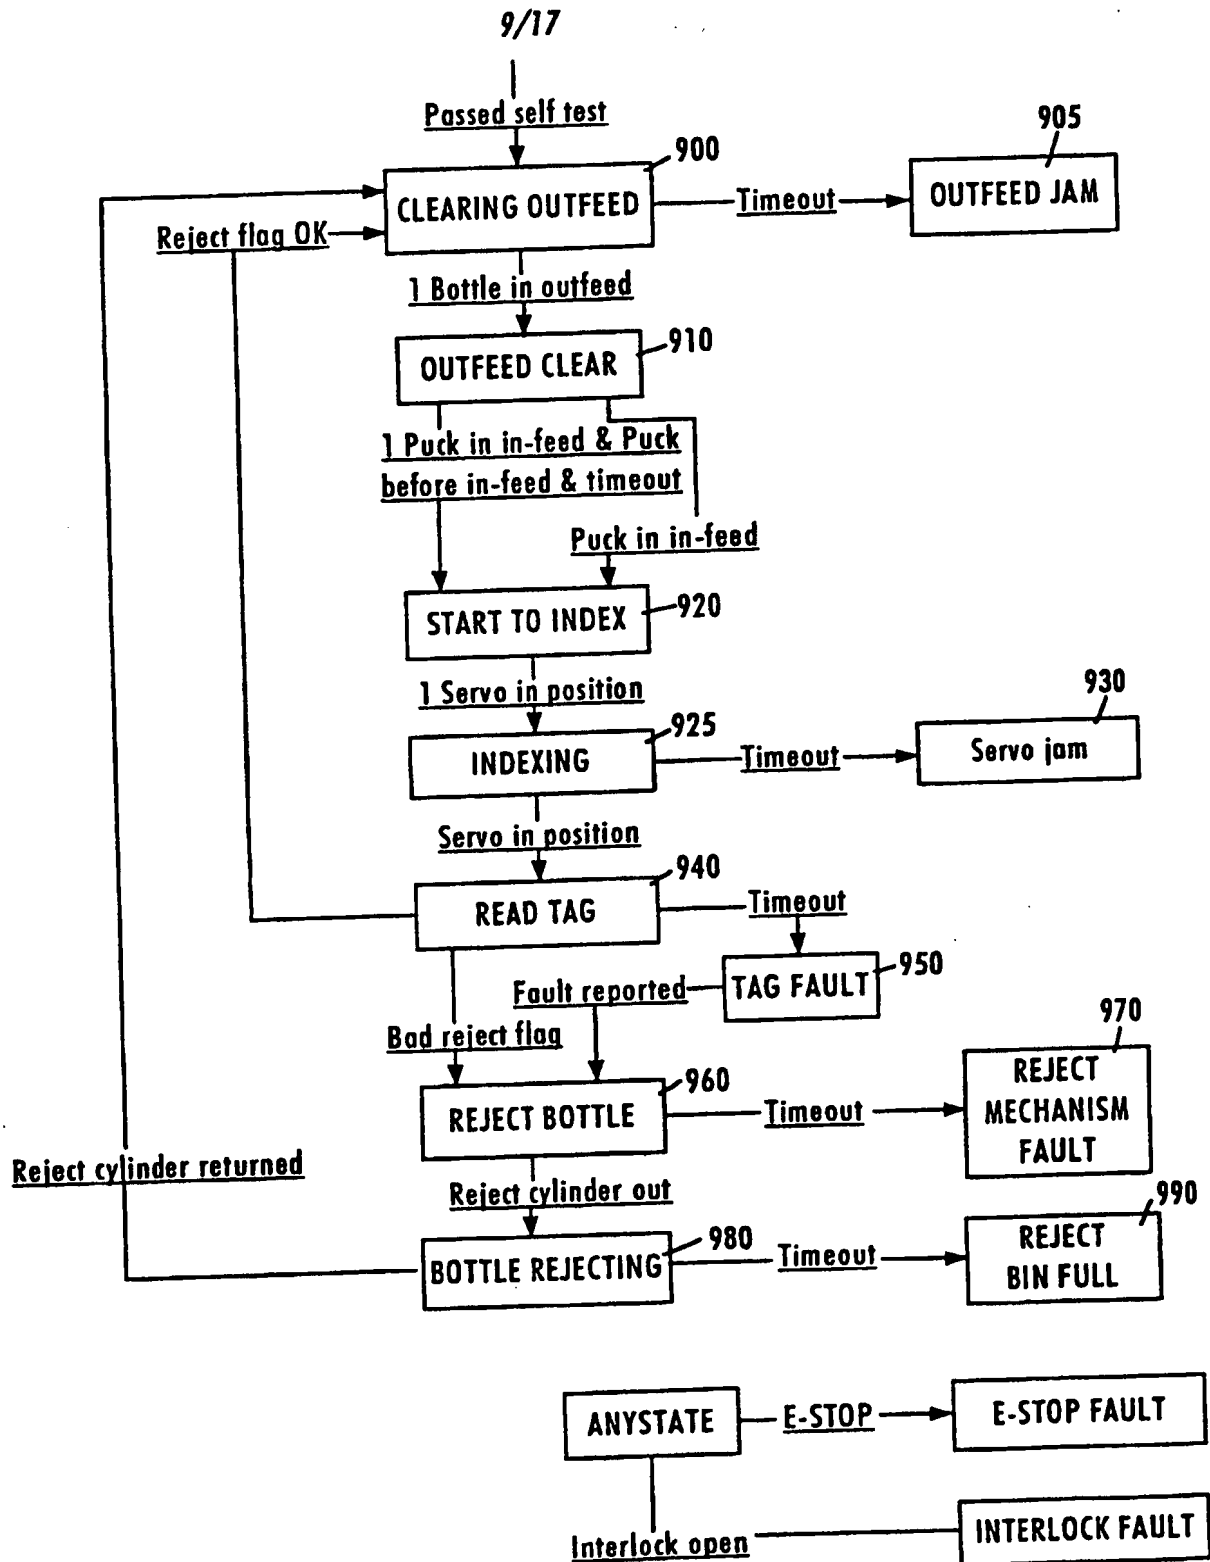 9/17
Passed self test
900
905
CLEARING OUTFEED
Timeout
OUTFEED JAM
Reject flag OK
1 Bottle in outfeed
910
OUTFEED CLEAR
1 Puck in in-feed & Puck
before in-feed & timeout
Puck in in-feed
920
START TO INDEX
1 Servo in position
930
925
INDEXING
Timeout
Servo jam
Servo in position
940
READ TAG
Timeout
950
TAG FAULT
Fault reported
Bad reject flag
970
960
REJECT BOTTLE
Timeout
REJECT
MECHANISM
FAULT
Reject cylinder returned
Reject cylinder out
990
980
BOTTLE REJECTING
Timeout
REJECT
BIN FULL
ANYSTATE
E-STOP
E-STOP FAULT
Interlock open
INTERLOCK FAULT